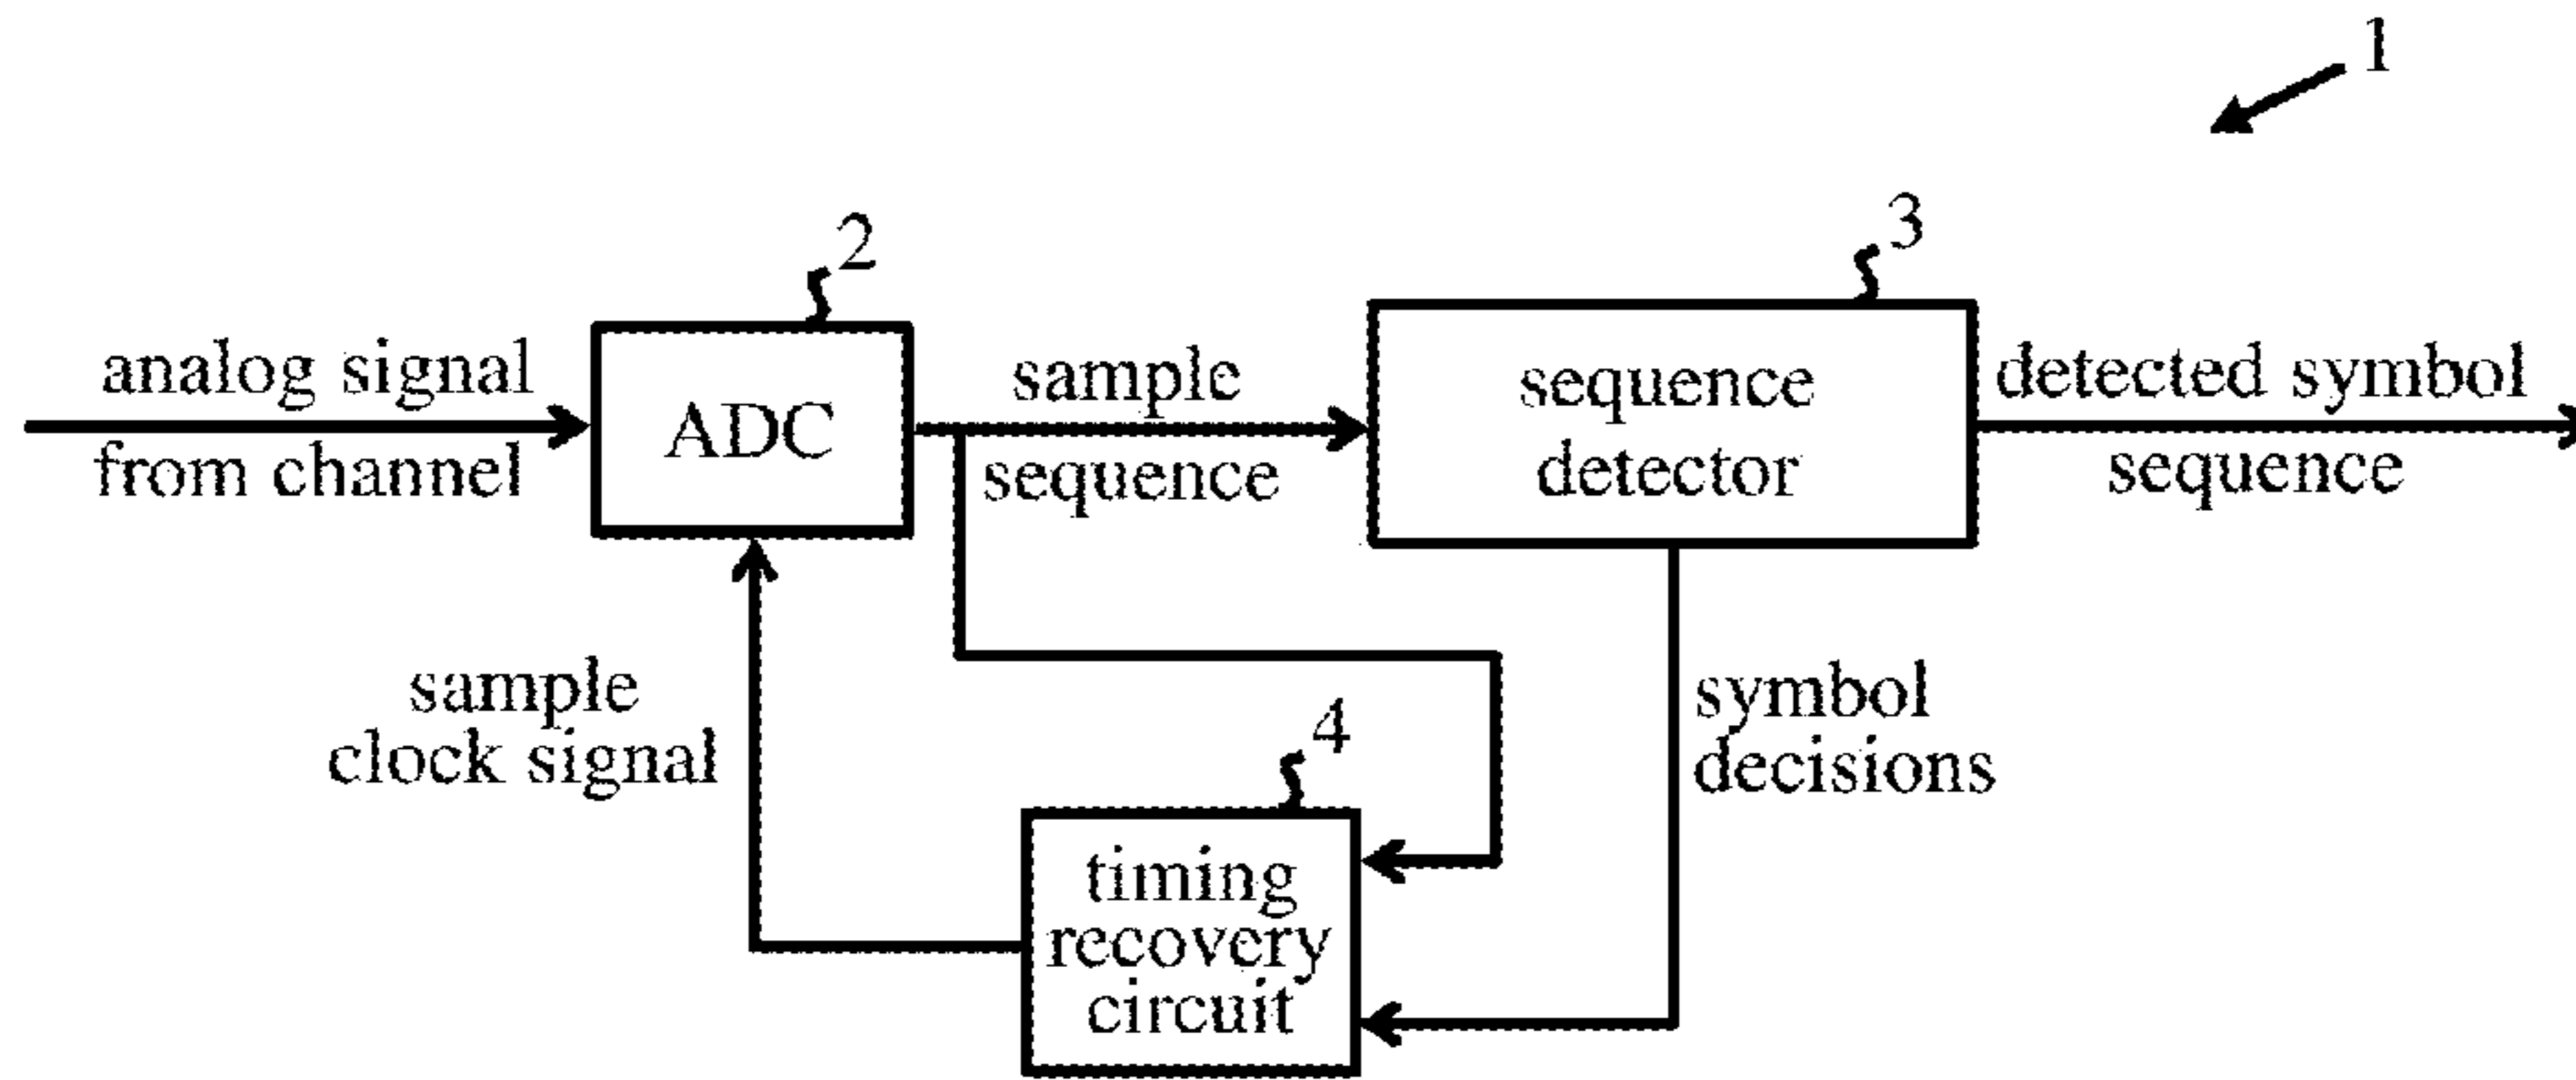 1
2
3
analog signal
from channel
ADC
sample
sequence
sequence
detector
detected symbol
sequence
sample
clock signal
4
symbol
decisions
timing
recovery
circuit